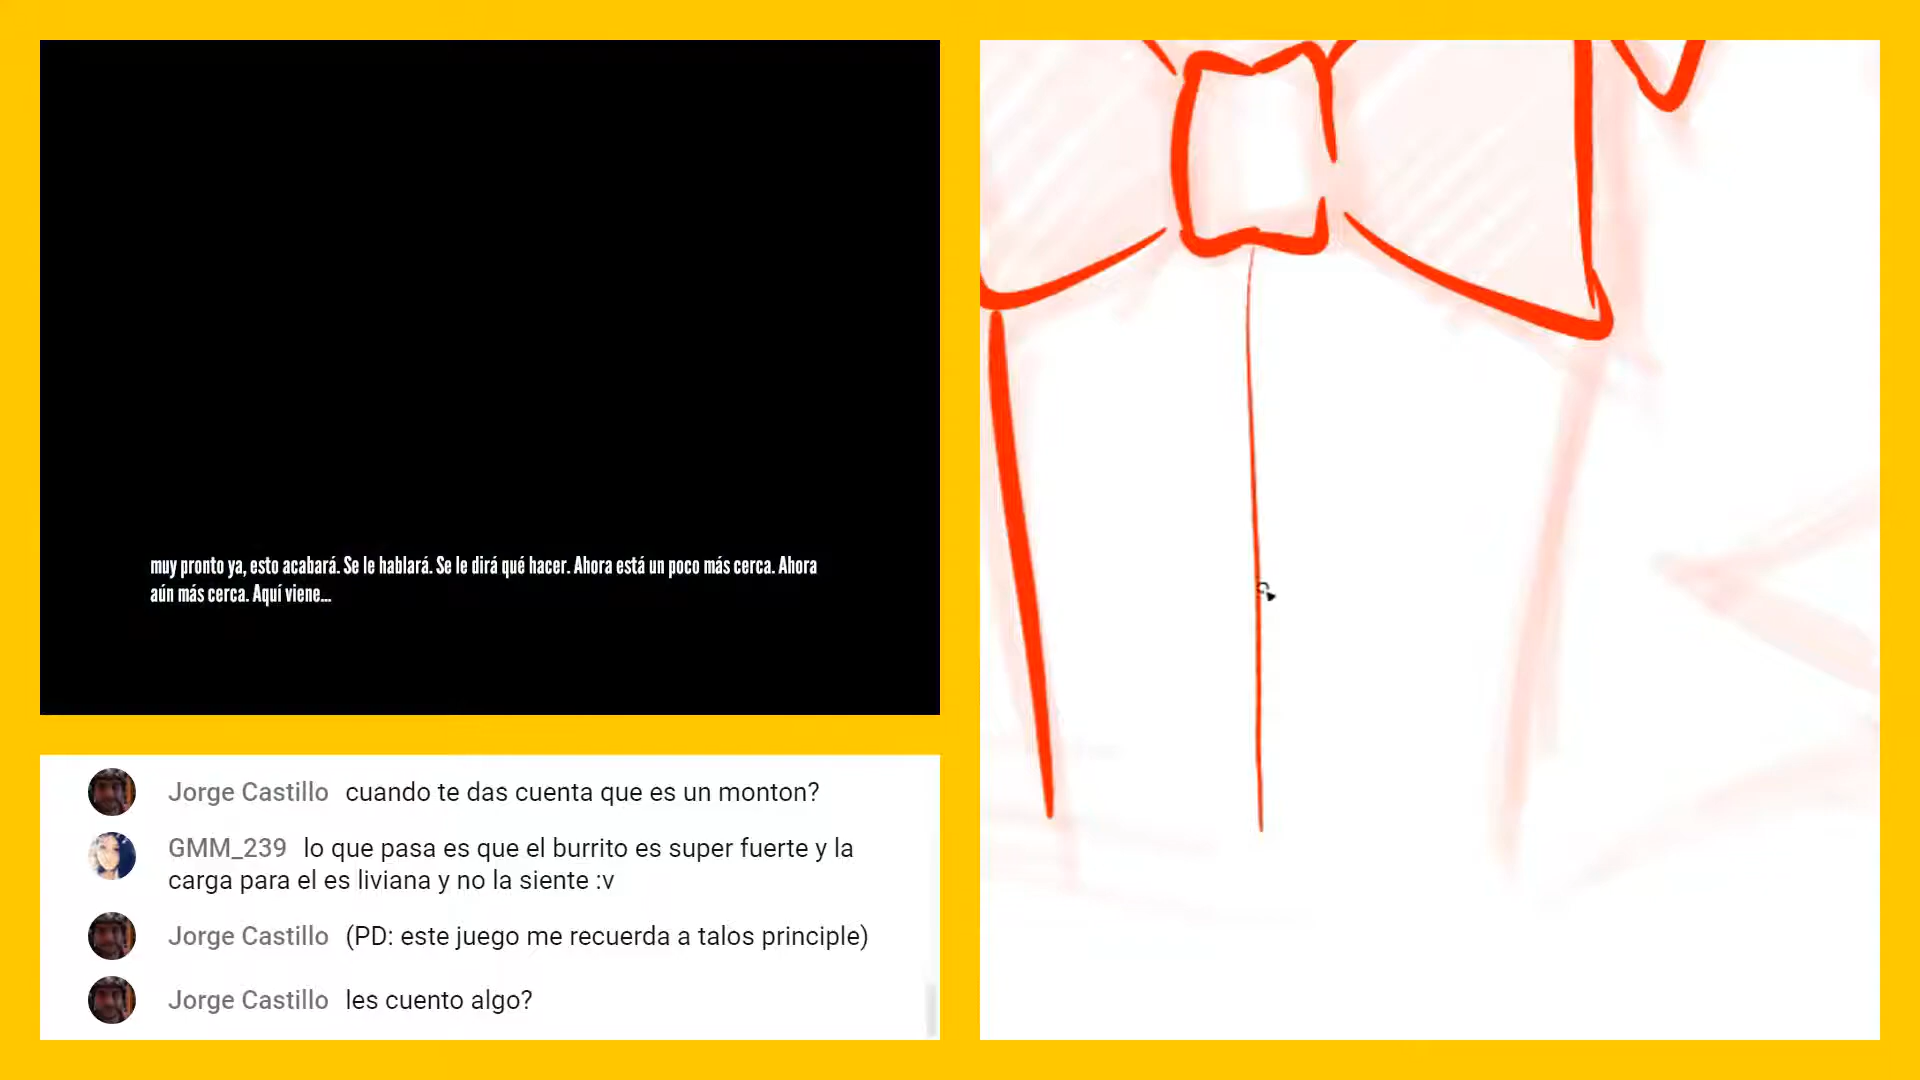 muy pronto ya, esto acabará. Se le hablará. Se le dirá qué hacer. Ahora está un poco más cerca. Ahora
aún más cerca. Aquí viene...
Jorge Castillo cuando te das cuenta que es un monton?
GMM_239 lo que pasa es que el burrito es super fuerte y la
carga para el es liviana y no la siente :v
Jorge Castillo (PD: este juego me recuerda a talos principle)
Jorge Castillo les cuento algo?